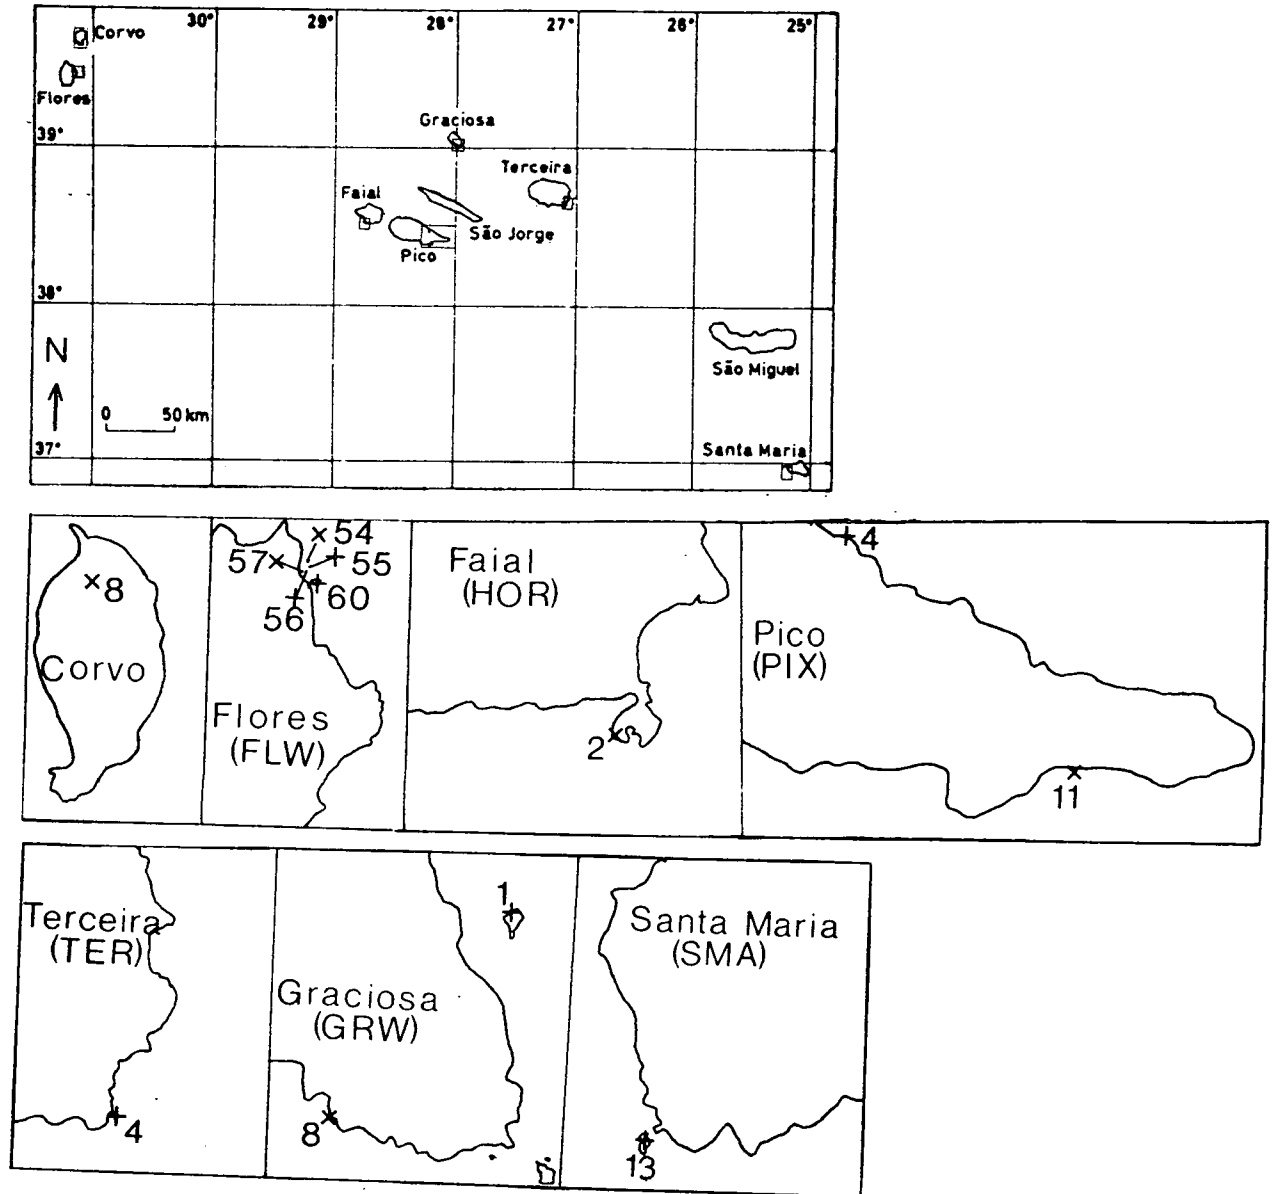 30° 29° 28° 27° 26° 25°
Corvo
Flores
Graciosa
39°
Terceira
Faial
São Jorge
Pico
38°
N
São Miguel
0 50 km
37°
Santa Maria
54
57 55
8 60
56
Corvo
Flores
(FLW)
Faial
(HOR)
2
4
Pico
(PIX)
11
Terceira
(TER)
4
1
Graciosa
(GRW)
8
Santa Maria
(SMA)
13